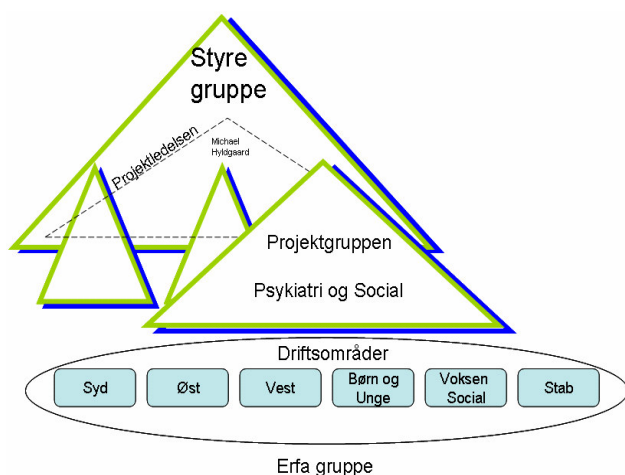 Styre
gruppe
Michael
Hyldgaard
Projektledelsen
Projektgruppen
Psykiatri og Social
Driftsområder
Syd
Øst
Vest
Børn og
Unge
Voksen
Social
Stab
Erfa gruppe